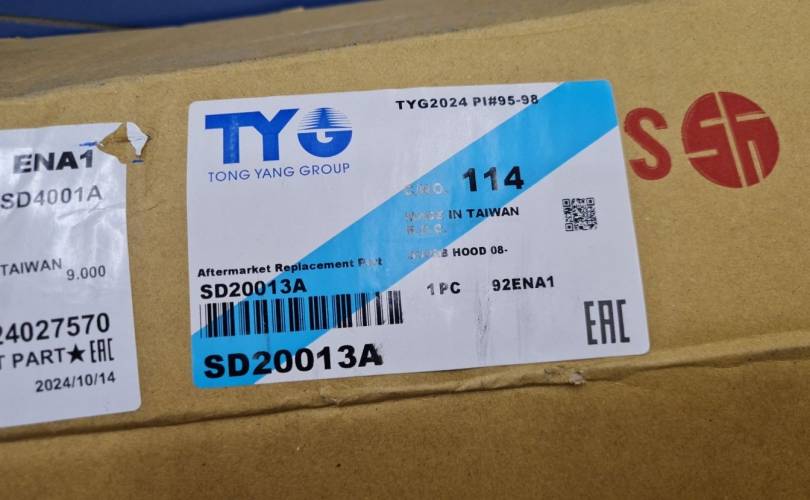 ENA1
SD4001A
TAIWAN
9.000
24027570
T PART★ EAC
2024/10/14
TYG
TONG YANG GROUP
TYG2024 PI#95-98
C/NO. 114
MADE IN TAIWAN
R.O.C.
HOOD 08-
Aftermarket Replacement Part
SD20013A
1PC 92ENA1
SD20013A
EAC
S